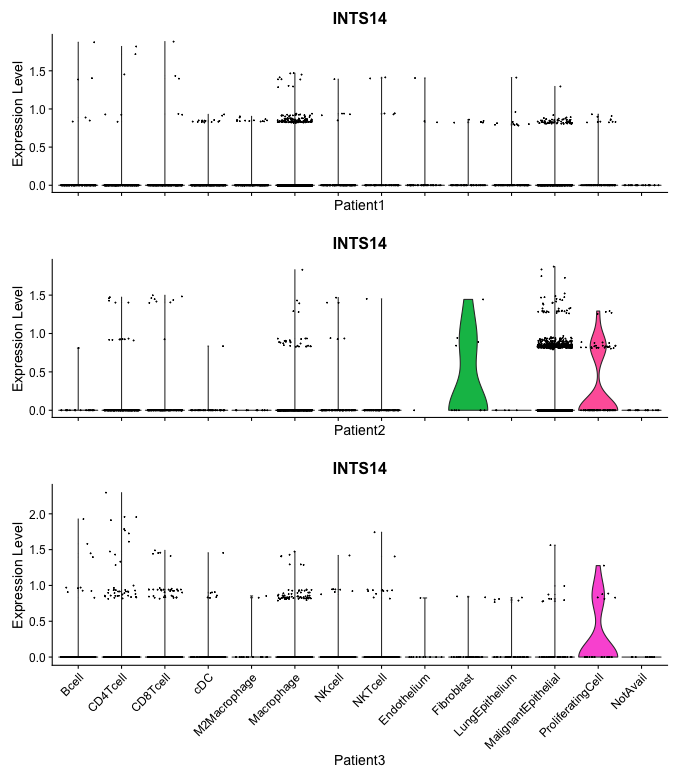 INTS14
Expression Level
1.5
1.0
0.5
0.0
Patient1
INTS14
Expression Level
1.5
1.0
0.5
0.0
Patient2
INTS14
Expression Level
2.0
1.5
1.0
0.5
0.0
Bcell
CD4Tcell
CD8Tcell
cDC
M2Macrophage
Macrophage
NKcell
NKTcell
Endothelium
Fibroblast
LungEpithelium
MalignantEpithelial
ProliferatingCell
NotAvail
Patient3